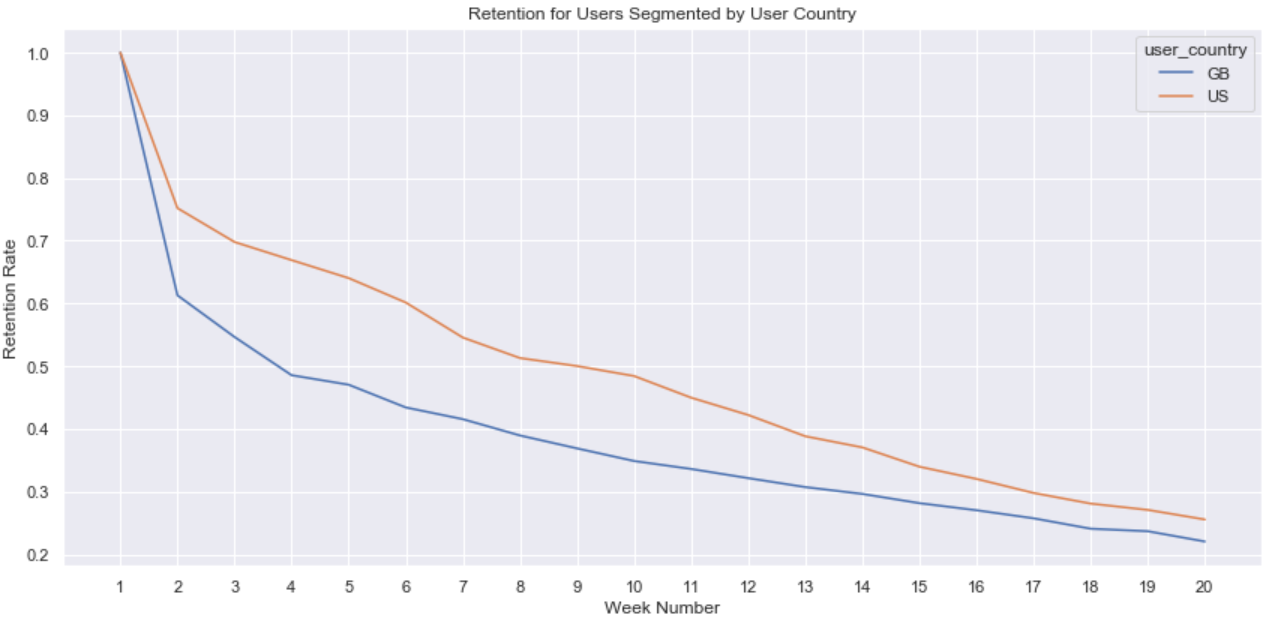 Retention for Users Segmented by User Country
user_country
GB
US
Retention Rate
1.0
0.9
0.8
0.7
0.6
0.5
0.4
0.3
0.2
1 2 3 4 5 6 7 8 9 10 11 12 13 14 15 16 17 18 19 20
Week Number